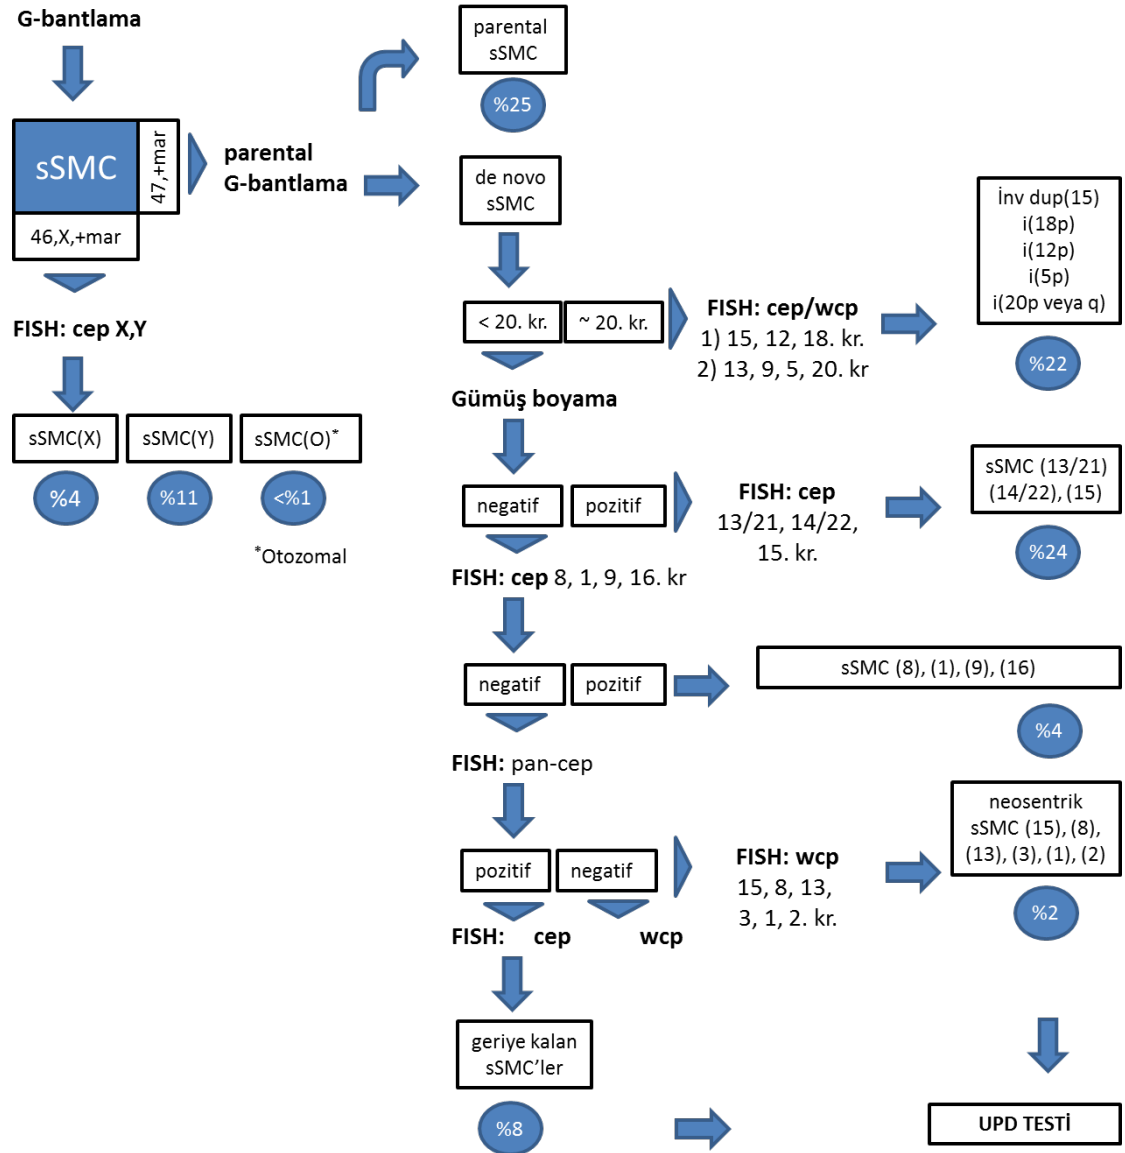 G-bantlama
sSMC
47,+mar
46,X,+mar
FISH: cep X,Y
sSMC(X)
sSMC(Y)
sSMC(O)*
%4
%11
<%1
*Otozomal
parental
G-bantlama
parental
sSMC
%25
de novo
sSMC
< 20. kr.
~ 20. kr.
FISH: cep/wcp
1) 15, 12, 18. kr.
2) 13, 9, 5, 20. kr
İnv dup(15)
i(18p)
i(12p)
i(5p)
i(20p veya q)
%22
Gümüş boyama
negatif
pozitif
FISH: cep
13/21, 14/22,
15. kr.
sSMC (13/21)
(14/22), (15)
%24
FISH: cep 8, 1, 9, 16. kr
negatif
pozitif
sSMC (8), (1), (9), (16)
%4
FISH: pan-cep
pozitif
negatif
FISH: wcp
15, 8, 13,
3, 1, 2. kr.
neosentrik
sSMC (15), (8),
(13), (3), (1), (2)
%2
FISH: cep wcp
geriye kalan
sSMC’ler
%8
UPD TESTİ